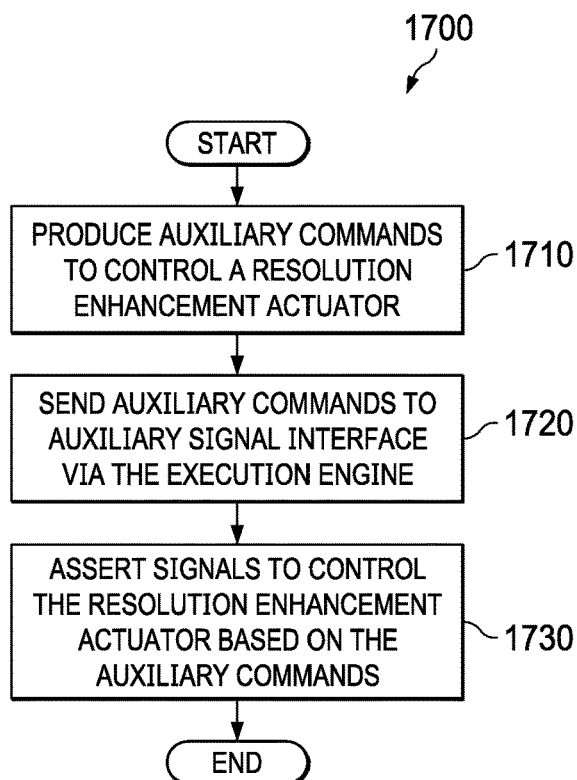 1700
START
PRODUCE AUXILIARY COMMANDS
TO CONTROL A RESOLUTION
ENHANCEMENT ACTUATOR
1710
SEND AUXILIARY COMMANDS TO
AUXILIARY SIGNAL INTERFACE
VIA THE EXECUTION ENGINE
1720
ASSERT SIGNALS TO CONTROL
THE RESOLUTION ENHANCEMENT
ACTUATOR BASED ON THE
AUXILIARY COMMANDS
1730
END